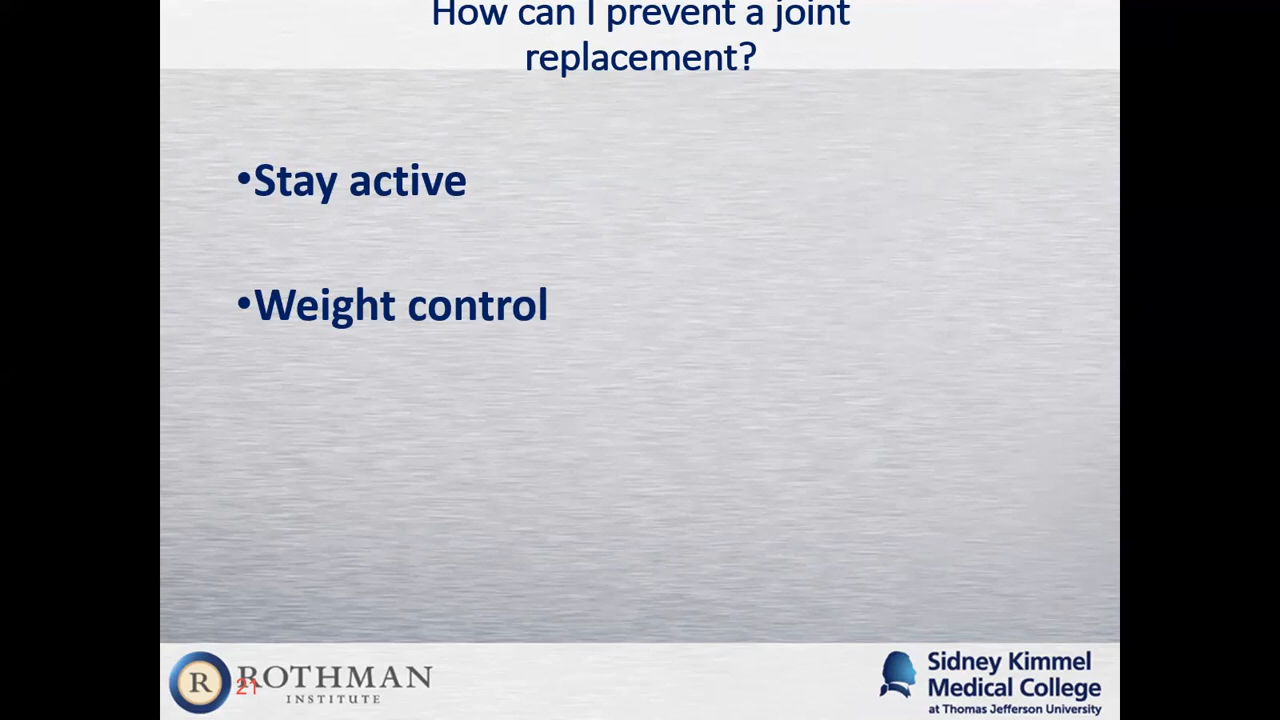 How can I prevent a joint
replacement?
•Stay active
•Weight control
R
21
ROTHMAN
INSTITUTE
Sidney Kimmel
Medical College
at Thomas Jefferson University